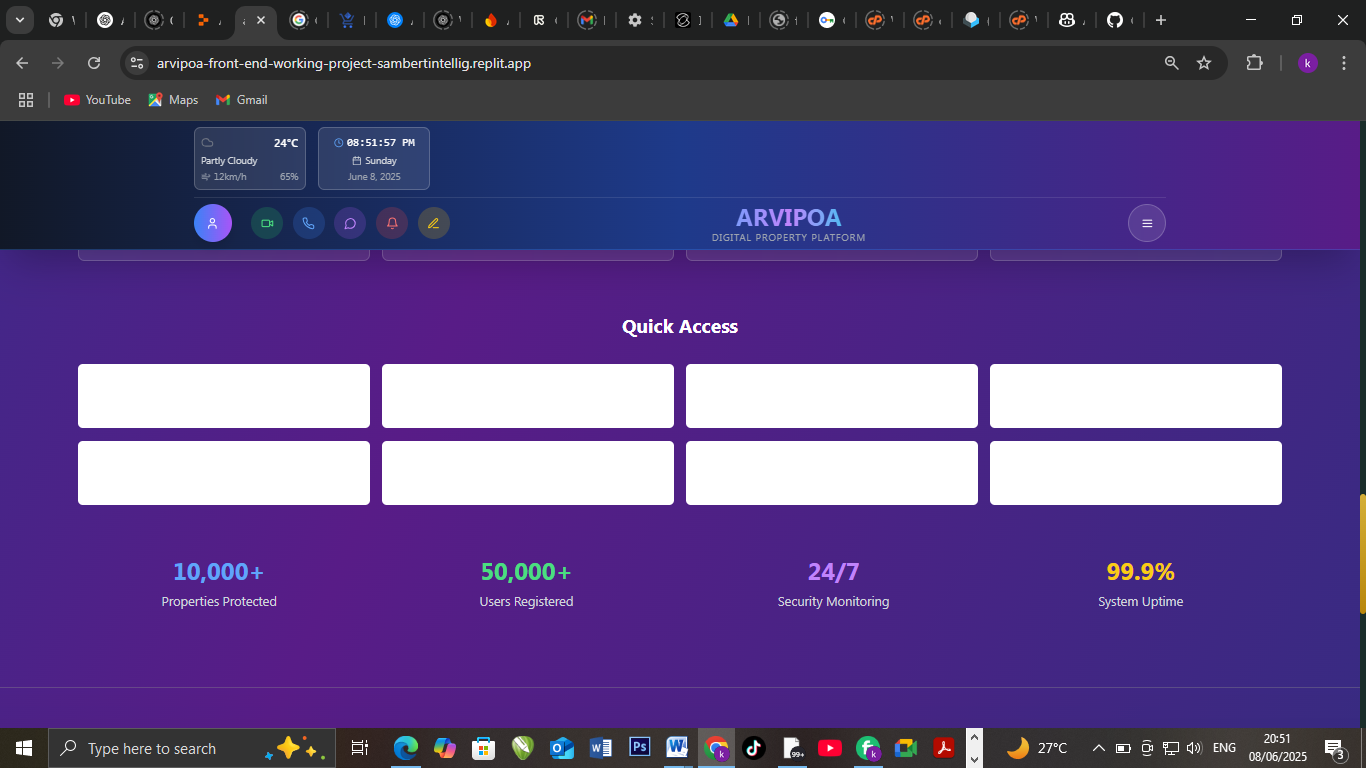 arvipoa-front-end-working-project-sambertintellig.replit.app
k
YouTube
Maps
Gmail
24°C
Partly Cloudy
12km/h
65%
08:51:57 PM
Sunday
June 8, 2025
ARVIPOA
DIGITAL PROPERTY PLATFORM
Quick Access
10,000+
50,000+
24/7
99.9%
Properties Protected
Users Registered
Security Monitoring
System Uptime
Type here to search
27°C
ENG
20:51
08/06/2025
3